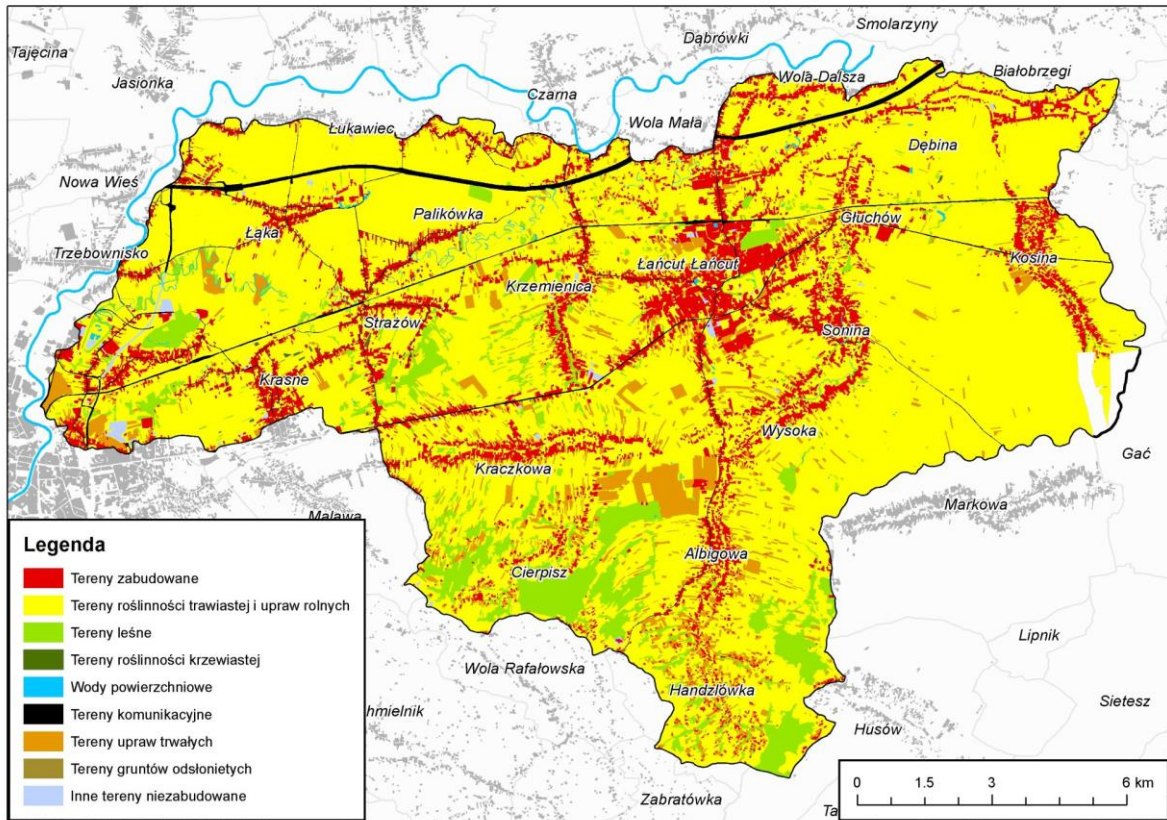 Smolarzyny
Dąbrówki
Tajęcina
Jasionka
Wola Dalsza
Białobrzegi
Czarna
Łukawiec
Wola Mała
Dębina
Nowa Wieś
Palikówka
Głuchów
Łąka
Trzebownisko
Kosina
Łańcut Łańcut
Krzemienica
Strażów
Sonina
Krasne
Wysoka
Gać
Kraczkowa
Markowa
Malawa
Albigowa
Cierpisz
Lipnik
Wola Rafałowska
Handzlówka
Sietesz
hmielnik
Husów
Zabratówka
Ta
Legenda
Tereny zabudowane
Tereny roślinności trawiastej i upraw rolnych
Tereny leśne
Tereny roślinności krzewiastej
Wody powierzchniowe
Tereny komunikacyjne
Tereny upraw trwałych
Tereny gruntów odsłonietych
Inne tereny niezabudowane
0 1.5 3 6 km